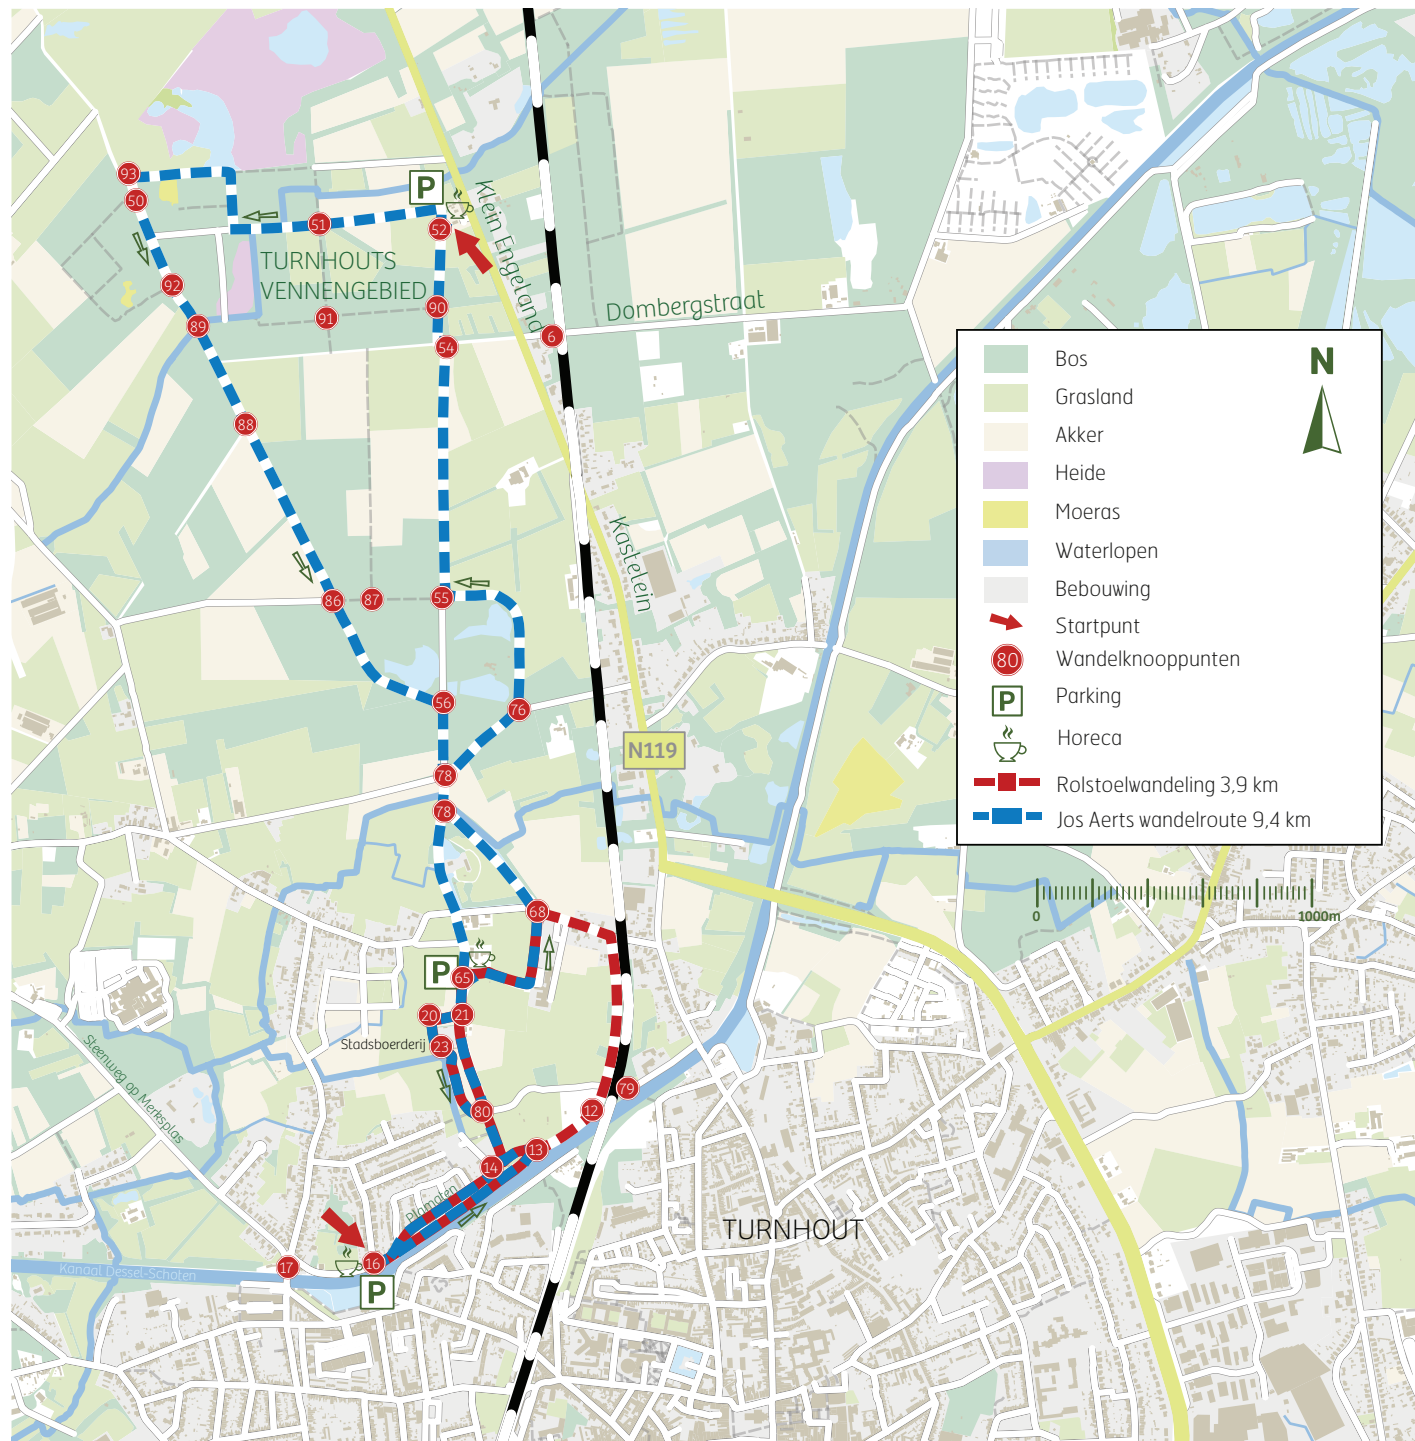 93
50
P
52
51
Klein Engeland
TURNHOUTS
VENNENGEBIED
92
90
91
89
54
6
Dombergstraat
88
Kastelein
86
87
55
56
76
N119
78
78
68
P
65
20
21
Stadsboerderij
23
Steenweg op Merksplas
80
79
12
13
14
Plamolen
TURNHOUT
17
16
P
Kanaal Dessel-Schoten
Bos
N
Grasland
Akker
Heide
Moeras
Waterlopen
Bebouwing
Startpunt
80
Wandelknooppunten
P
Parking
Horeca
Rolstoelwandeling 3,9 km
Jos Aerts wandelroute 9,4 km
0
1000m